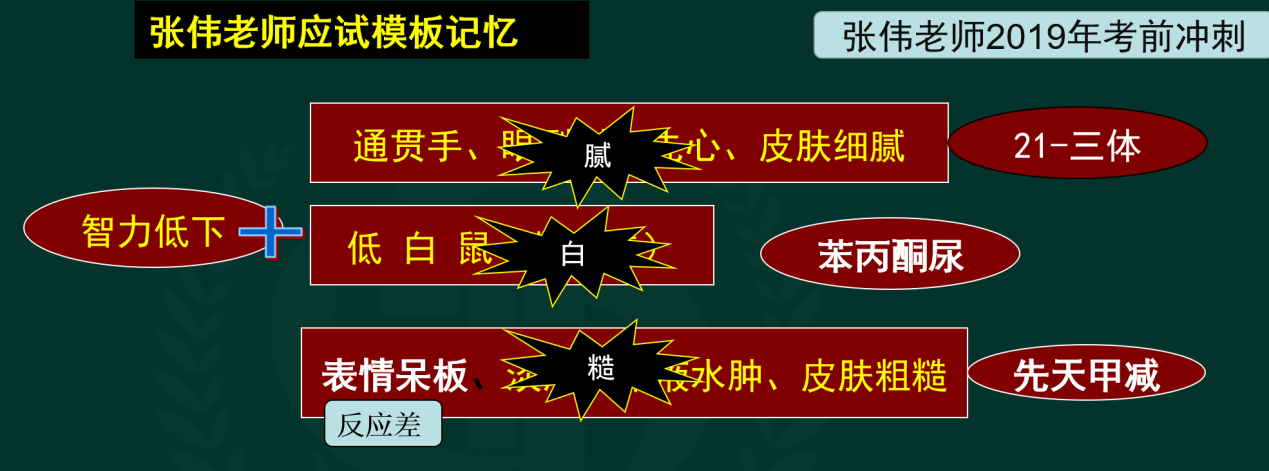 张伟老师应试模板记忆
张伟老师2019年考前冲刺
通贯手、 腻 心、皮肤细腻
21-三体
智力低下
低 白 鼠 白
苯丙酮尿
表情呆板、 糙 水肿、皮肤粗糙
先天甲减
反应差